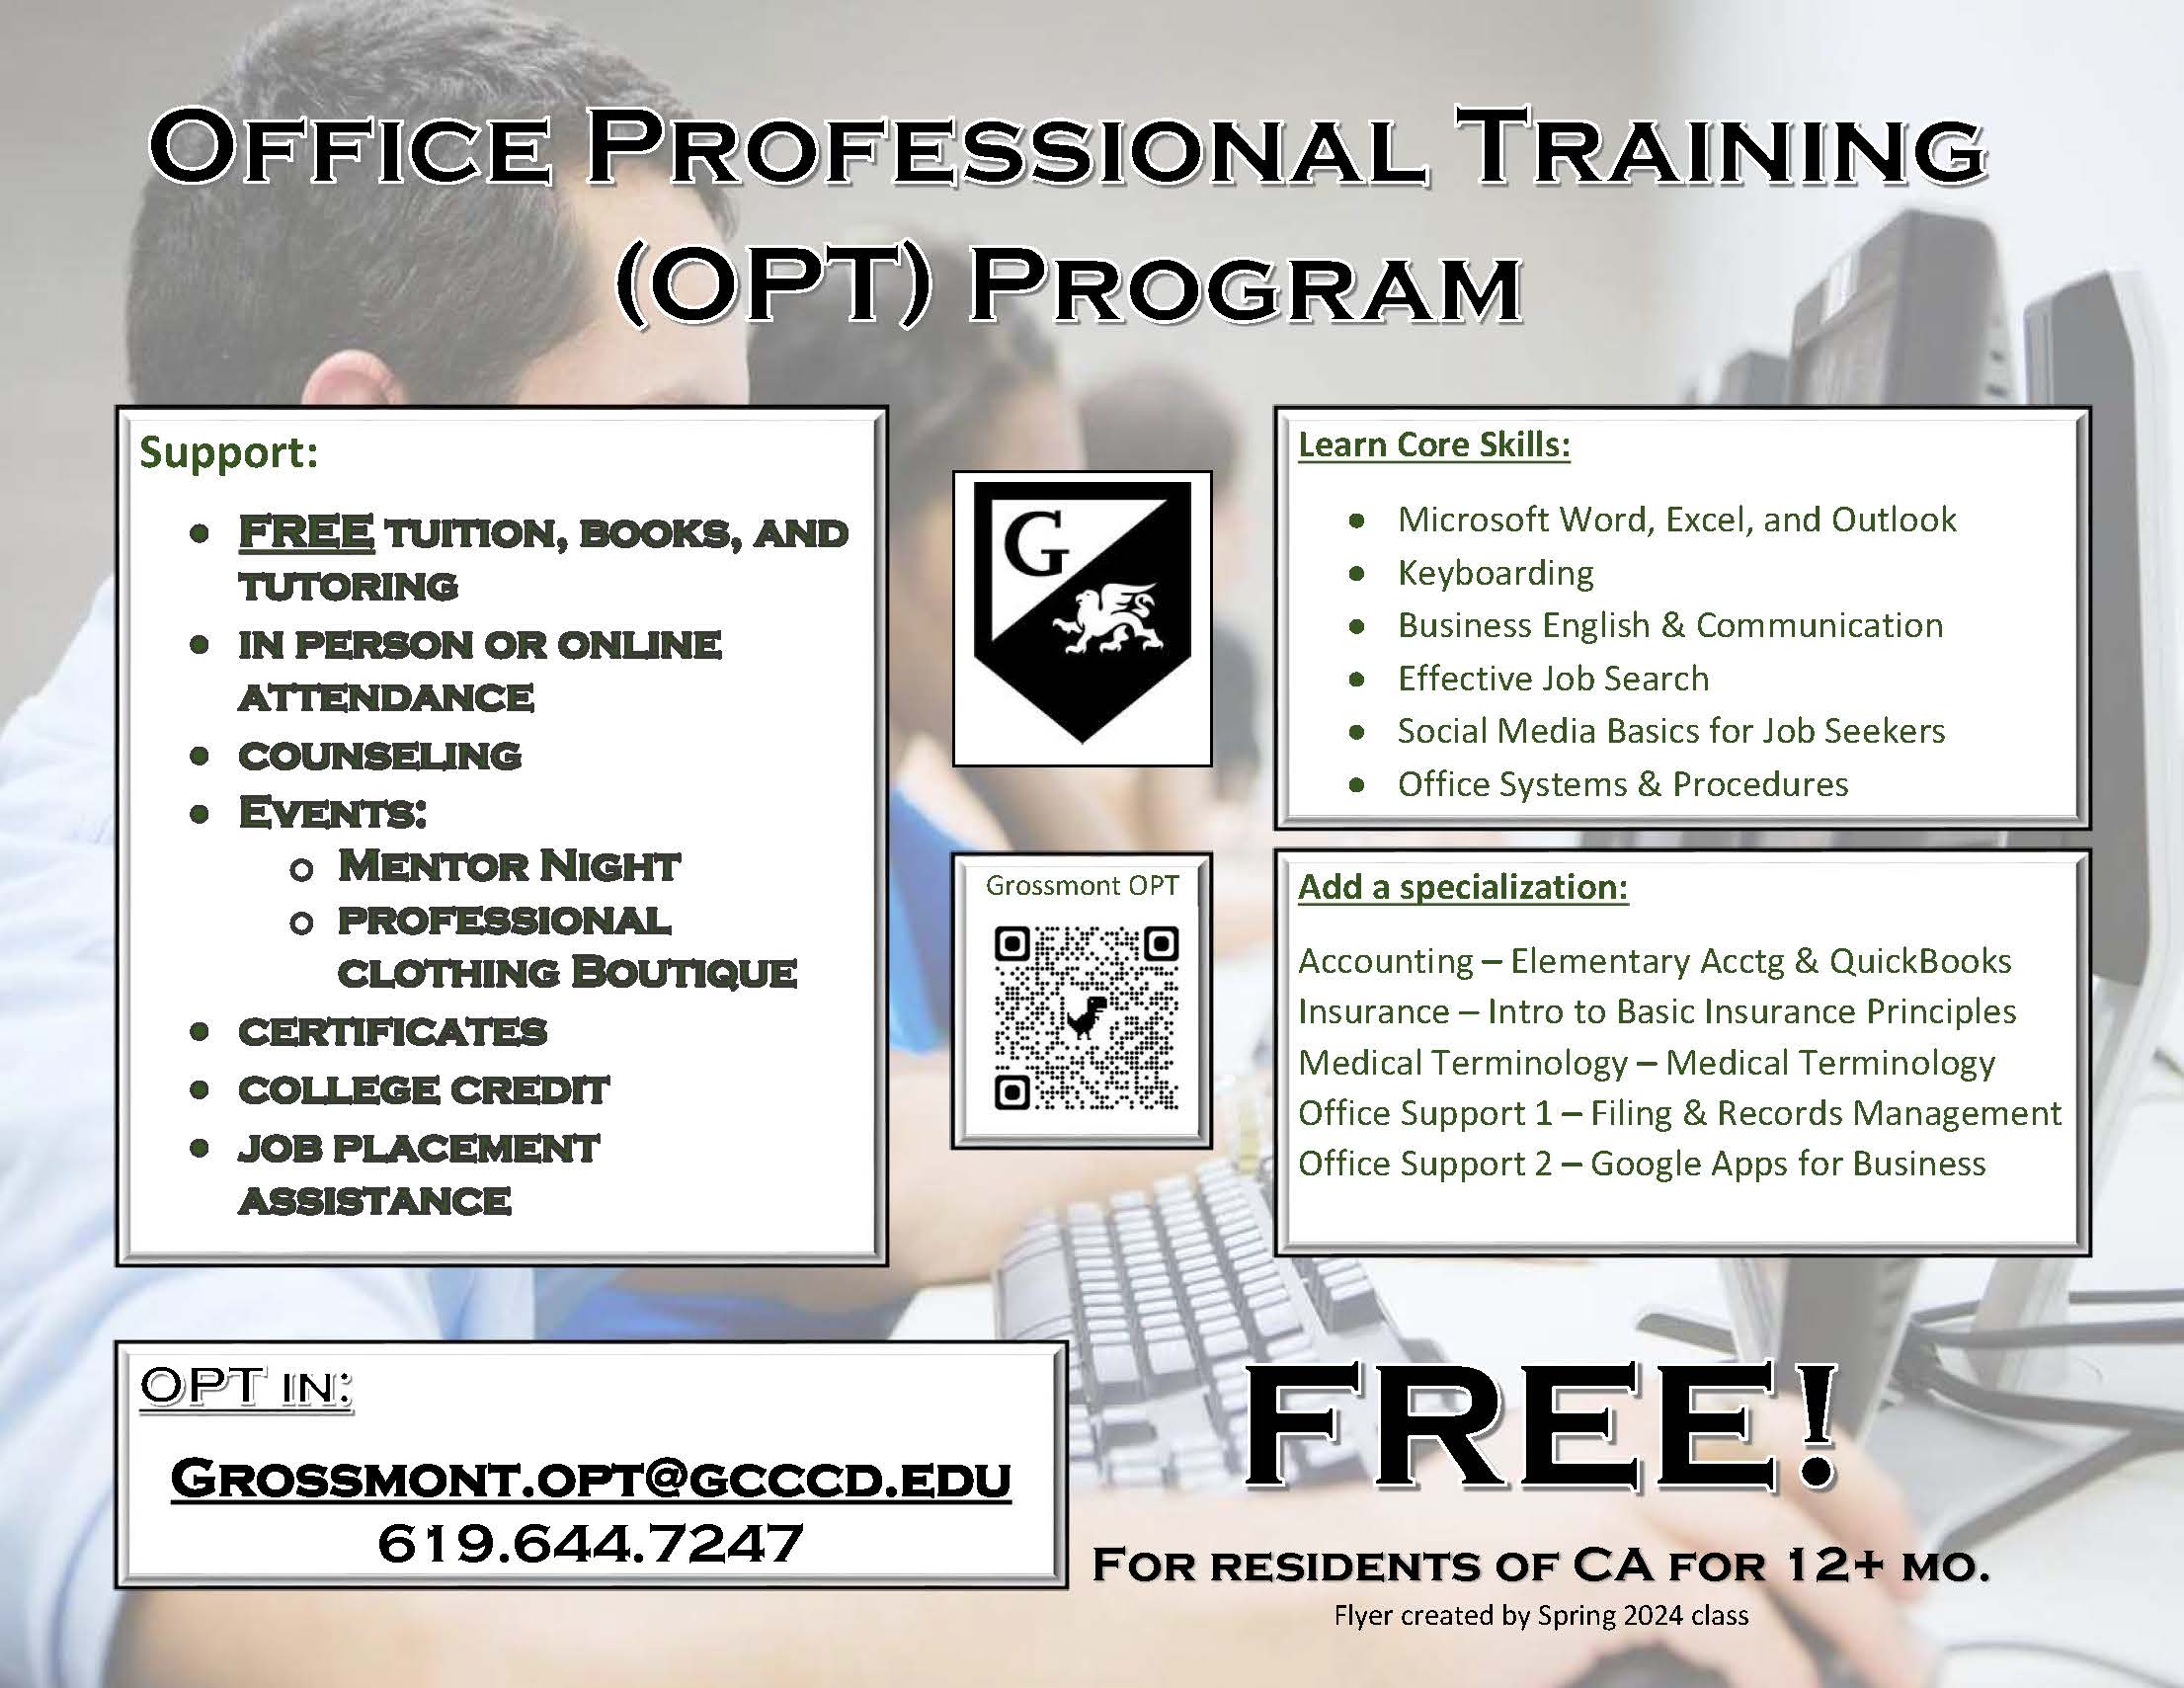 Office Professional Training
(OPT) Program
Support:
• FREE tuition, books, and
tutoring
• in person or online
attendance
• counseling
• Events:
o Mentor Night
o professional
clothing Boutique
• certificates
• college credit
• job placement
assistance
G
Grossmont OPT
Learn Core Skills:
• Microsoft Word, Excel, and Outlook
• Keyboarding
• Business English & Communication
• Effective Job Search
• Social Media Basics for Job Seekers
• Office Systems & Procedures
Add a specialization:
Accounting – Elementary Acctg & QuickBooks
Insurance – Intro to Basic Insurance Principles
Medical Terminology – Medical Terminology
Office Support 1 – Filing & Records Management
Office Support 2 – Google Apps for Business
OPT in:
Grossmont.opt@gcccd.edu
619.644.7247
FREE!
For residents of CA for 12+ mo.
Flyer created by Spring 2024 class